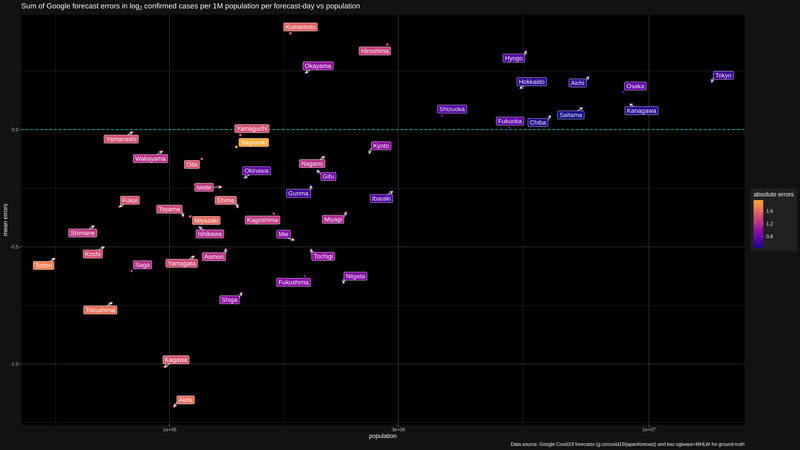 Sum of Google forecast errors in log2 confirmed cases per 1M population per forecast-day vs population
Kumamoto
Hiroshima
Okayama
Hyogo
Tokyo
Hokkaido
Aichi
Osaka
Shizuoka
Kanagawa
Saitama
Fukuoka
Chiba
0.0
Yamaguchi
Yamanashi
Nagasaki
Kyoto
Wakayama
Oita
Nagano
Okinawa
Gifu
Iwate
Gunma
Ibaraki
Fukui
Ehime
Toyama
Miyazaki
Kagoshima
Miyagi
Shimane
Ishikawa
Mie
-0.5
Kochi
Aomori
Tochigi
Tottori
Saga
Yamagata
Niigata
Fukushima
Shiga
Tokushima
Kagawa
-1.0
Akita
mean errors
absolute errors
1.6
1.2
0.8
1e+06
3e+06
1e+07
population
Data source: Google Covid19 forecasts (g.co/covid19/japanforecast) and kaz-ogiwara+MHLW for ground-truth